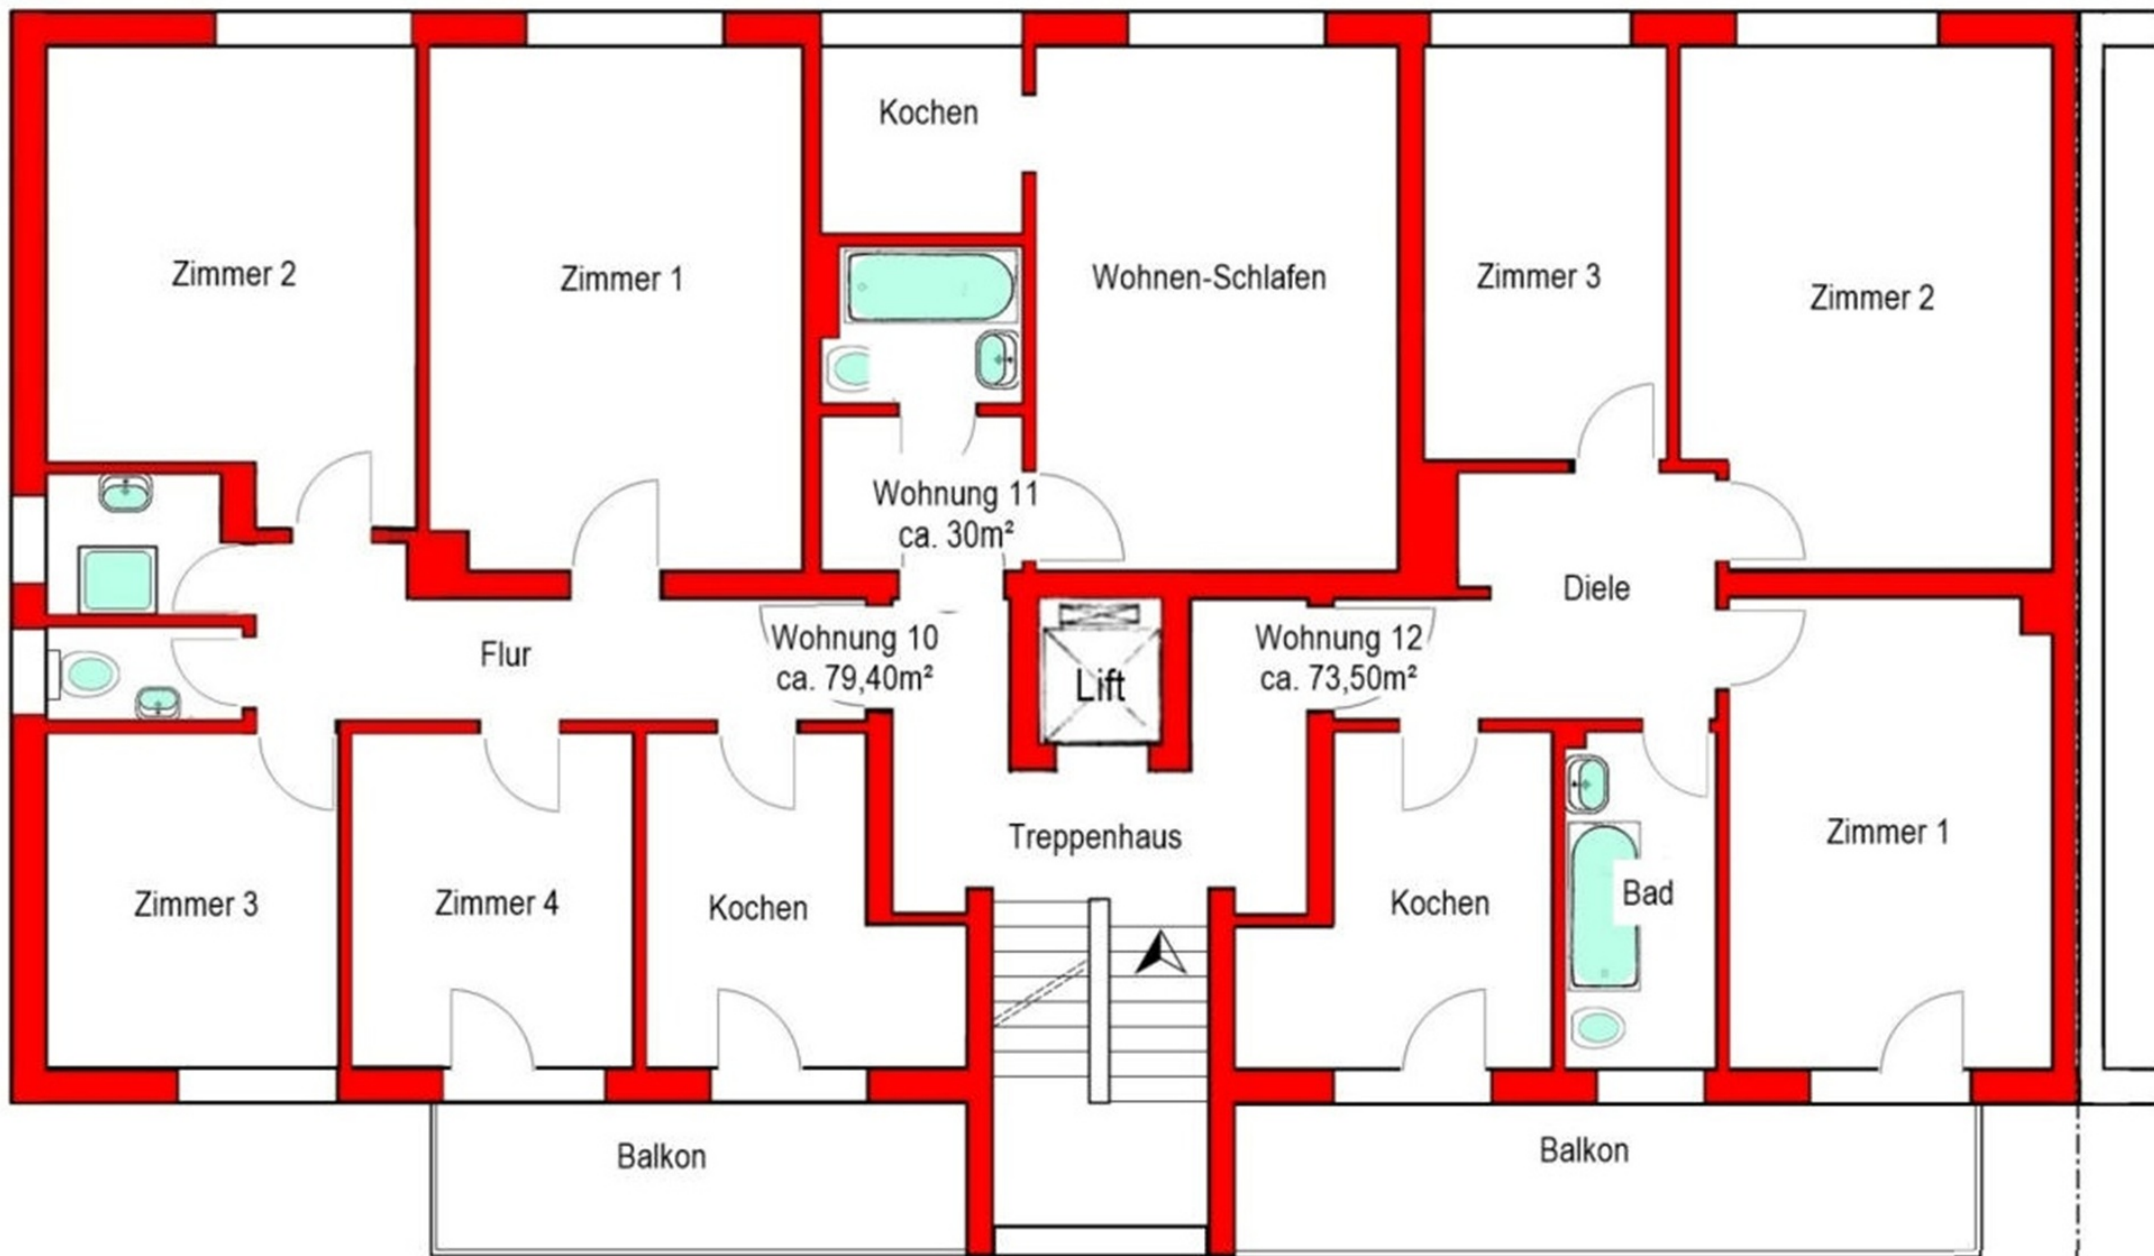 Kochen
Zimmer 2
Zimmer 1
Wohnen-Schlafen
Zimmer 3
Zimmer 2
Wohnung 11
ca. 30m²
Diele
Flur
Wohnung 10
ca. 79,40m²
Lift
Wohnung 12
ca. 73,50m²
Treppenhaus
Zimmer 1
Zimmer 3
Zimmer 4
Kochen
Kochen
Bad
Balkon
Balkon